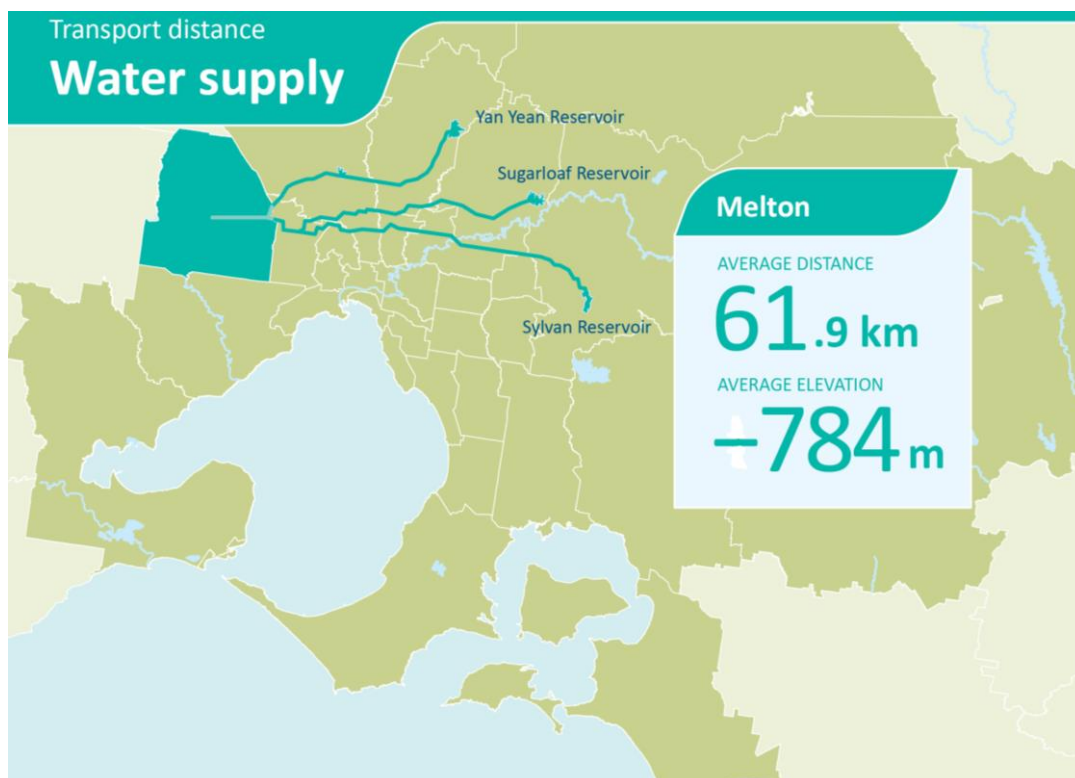 Transport distance
Water supply
Yan Yean Reservoir
Sugarloaf Reservoir
Sylvan Reservoir
Melton
AVERAGE DISTANCE
61.9 km
AVERAGE ELEVATION
–784 m